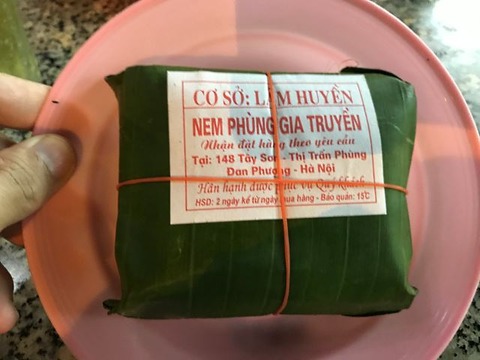 CƠ SỞ: LÂM HUYỀN
NEM PHÙNG GIA TRUYỀN
Nhận đặt hàng theo yêu cầu
Tại: 148 Tây Sơn - Thị Trấn Phùng
Đan Phượng - Hà Nội
Hân hạnh được phục vụ Quý khách
HSD: 2 ngày kể từ ngày mua hàng - Bảo quản: 15°C